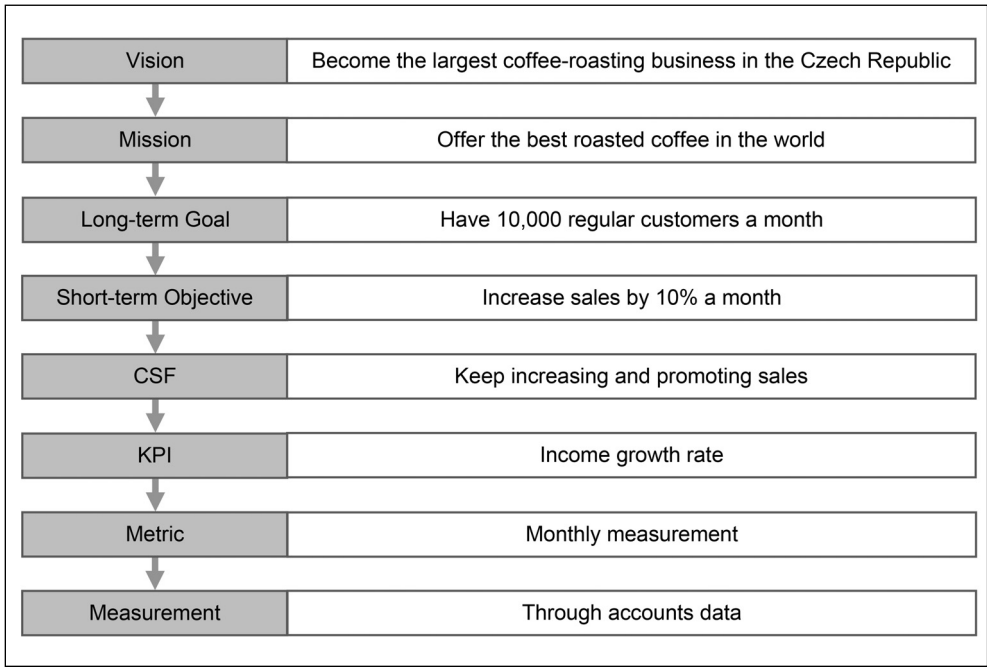 Vision
Become the largest coffee-roasting business in the Czech Republic
Mission
Offer the best roasted coffee in the world
Long-term Goal
Have 10,000 regular customers a month
Short-term Objective
Increase sales by 10% a month
CSF
Keep increasing and promoting sales
KPI
Income growth rate
Metric
Monthly measurement
Measurement
Through accounts data